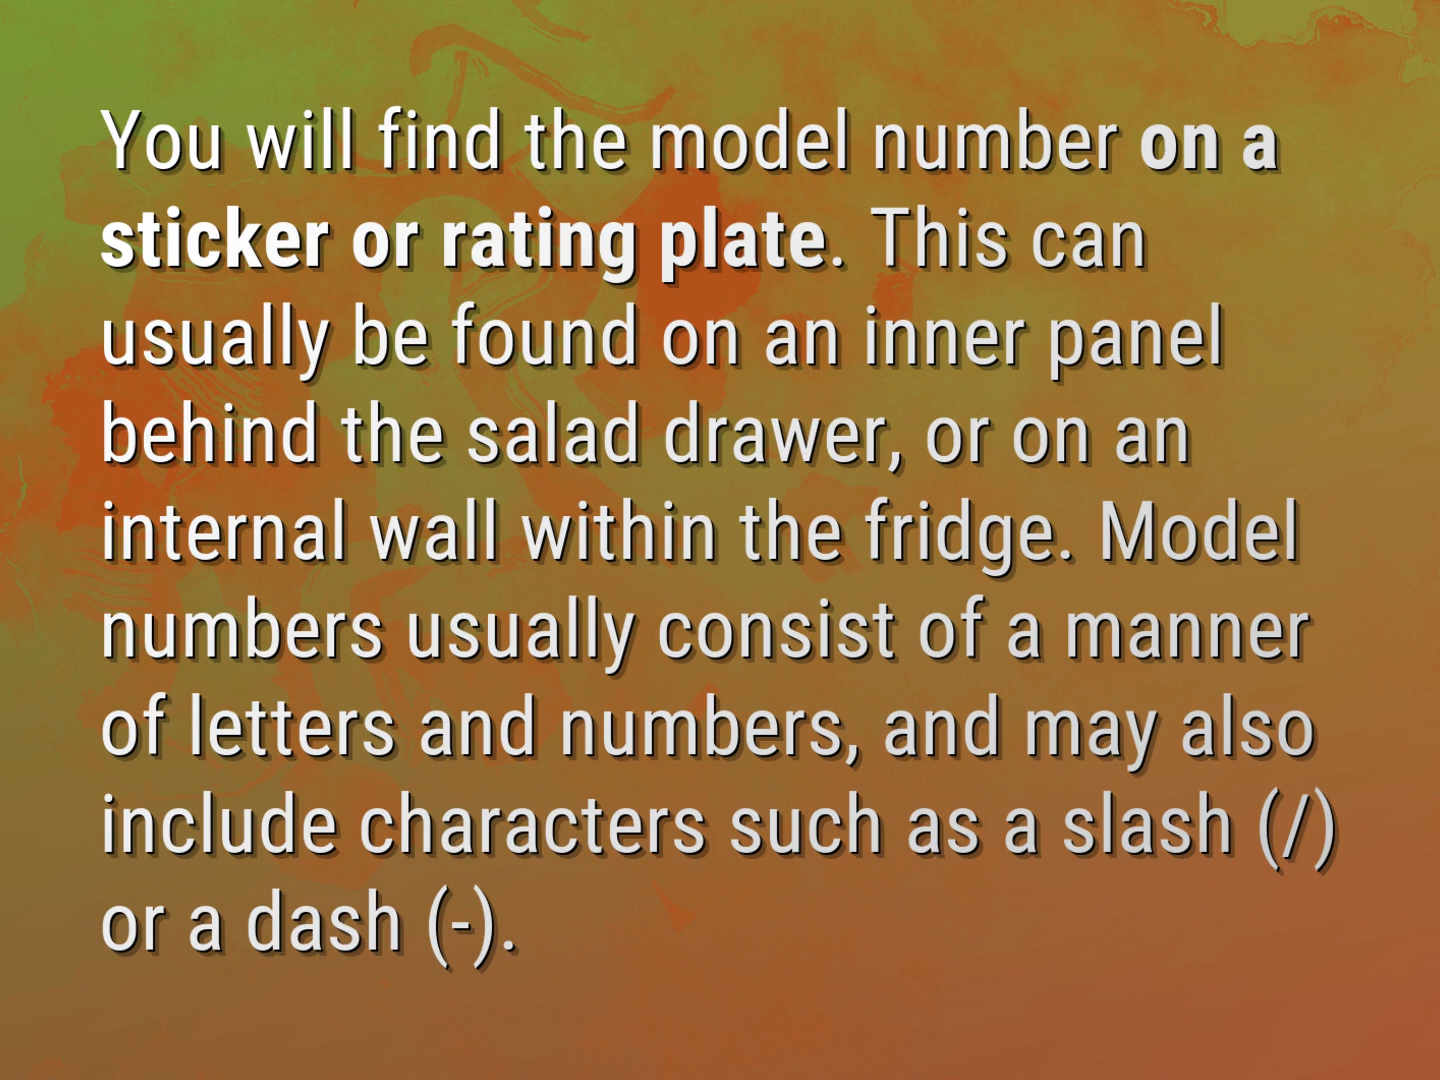 You will find the model number on a
sticker or rating plate. This can
usually be found on an inner panel
behind the salad drawer, or on an
internal wall within the fridge. Model
numbers usually consist of a manner
of letters and numbers, and may also
include characters such as a slash (/)
or a dash (-).